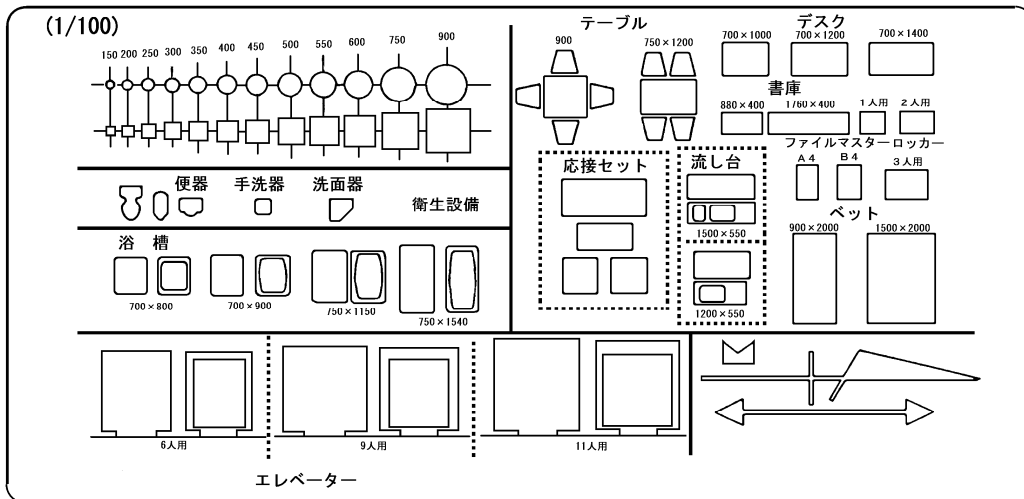 (1/100)
150 200 250 300 350 400 450 500 550 600 750 900
テーブル
900
750×1200
デスク
700×1000
700×1200
700×1400
書庫
880×400
1760×400
1人用
2人用
ファイルマスター ロッカー
A4
B4
3人用
便器
手洗器
洗面器
衛生設備
応接セット
流し台
1500×550
1200×550
ベット
900×2000
1500×2000
浴 槽
700×800
700×900
750×1150
750×1540
6人用
9人用
11人用
エレベーター